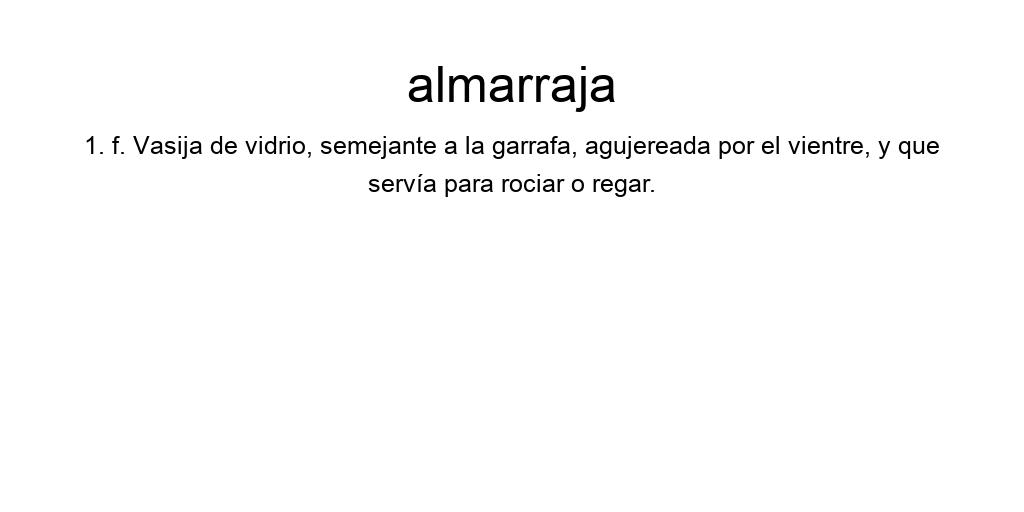 almarraja
1. f. Vasija de vidrio, semejante a la garrafa, agujereada por el vientre, y que
servía para rociar o regar.